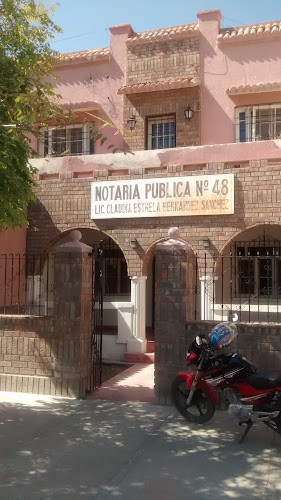 NOTARIA PUBLICA Nº 48
LIC. CLAUDIA ESTHELA HERNANDEZ SANCHEZ